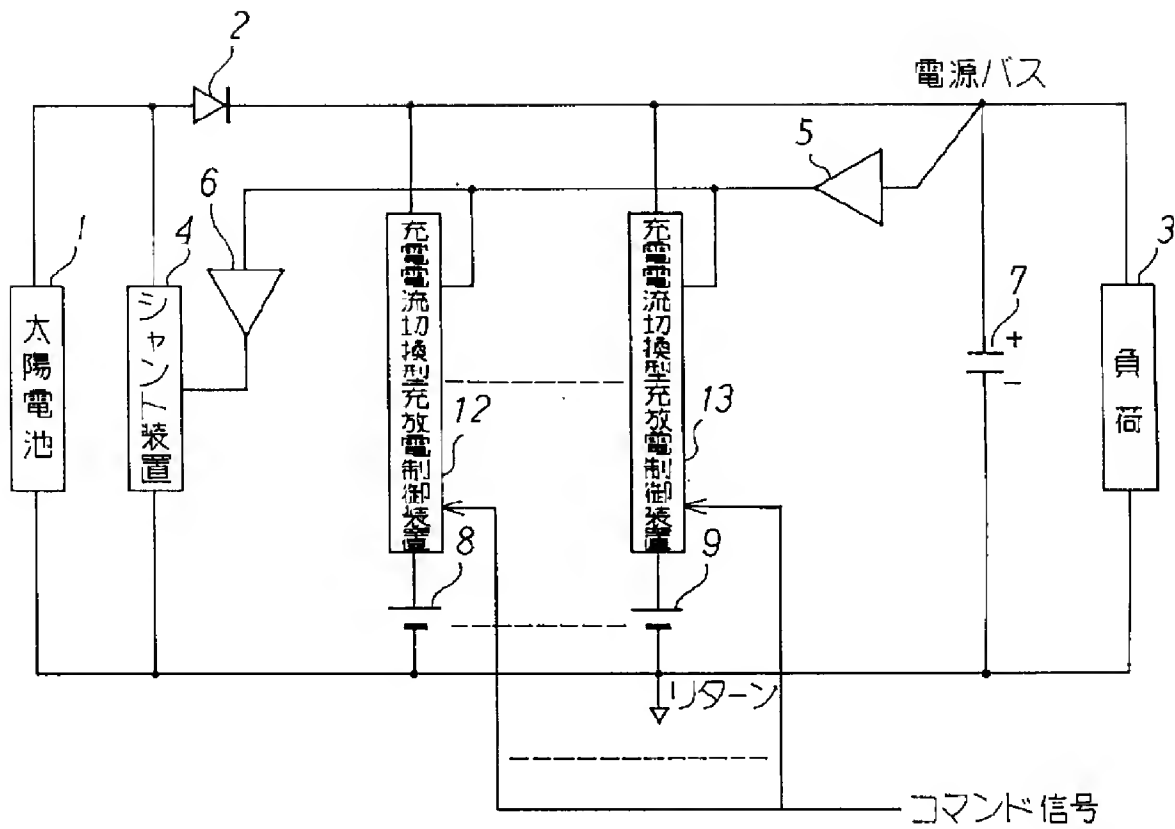 2
電源バス
5
6
1
4
3
7
+
-
太陽電池
シャント装置
充電電流切換型充放電制御装置
12
充電電流切換型充放電制御装置
13
負荷
8
9
リターン
コマンド信号